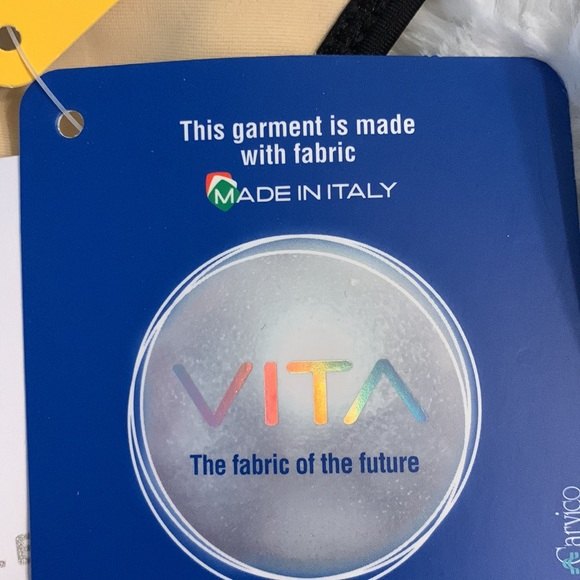 This garment is made
with fabric
MADE IN ITALY
VITA
The fabric of the future
Carvico